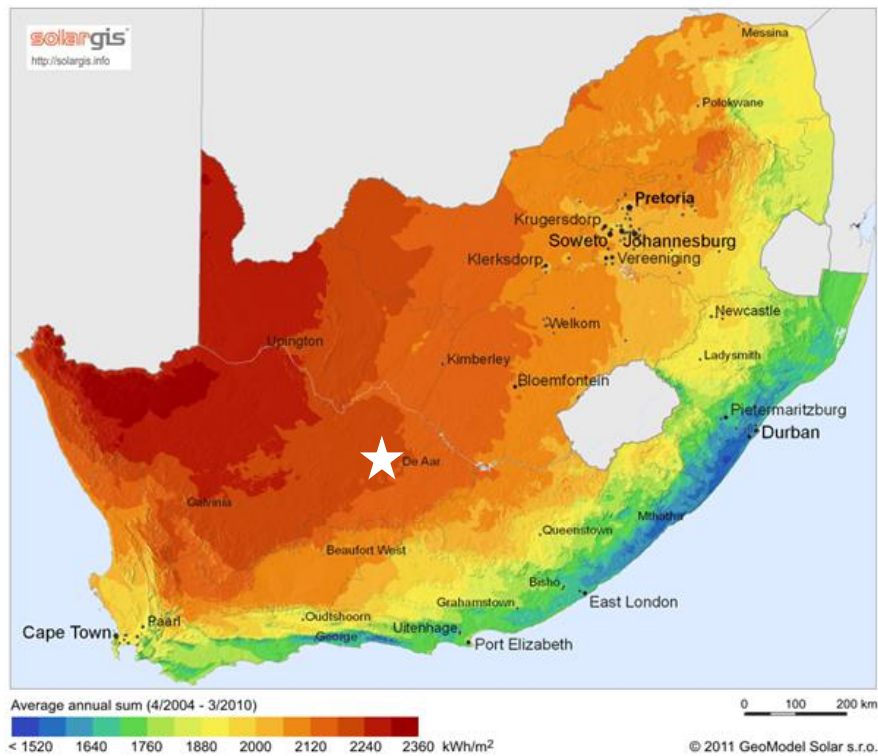 solargis
http://solargis.info
Messina
Polokwane
Pretoria
Krugersdorp
Soweto
Johannesburg
Klerksdorp
Vereeniging
Newcastle
Welkom
Upington
Ladysmith
Kimberley
Bloemfontein
Pietermaritzburg
Durban
De Aar
Calvinia
Mthatha
Queenstown
Beaufort West
Bisho
East London
Grahamstown
Oudtshoorn
Paarl
Uitenhage
Cape Town
George
Port Elizabeth
Average annual sum (4/2004 - 3/2010)
0 100 200 km
< 1520 1640 1760 1880 2000 2120 2240 2360 kWh/m²
© 2011 GeoModel Solar s.r.o.